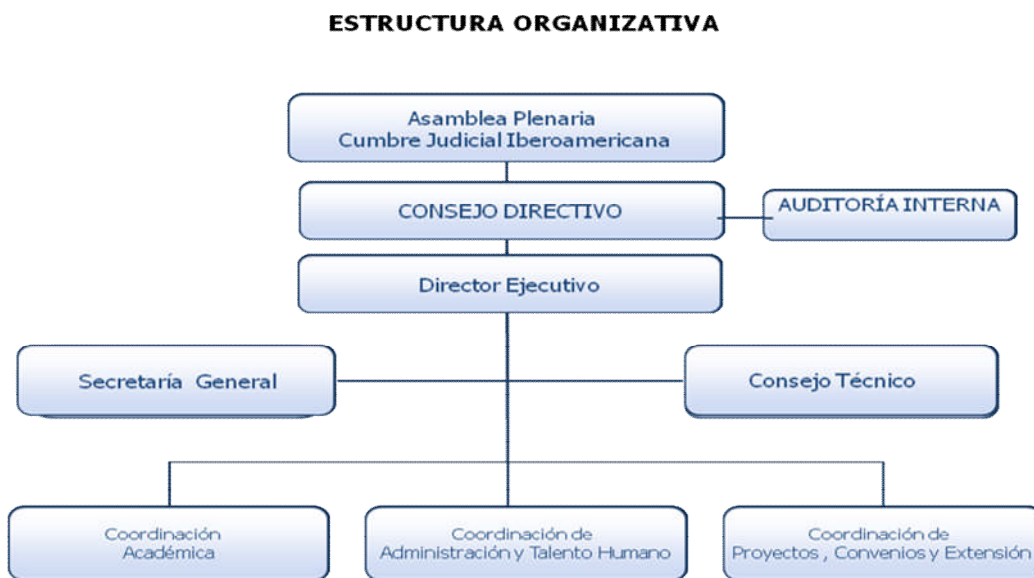 ESTRUCTURA ORGANIZATIVA
Asamblea Plenaria
Cumbre Judicial Iberoamericana
CONSEJO DIRECTIVO
AUDITORÍA INTERNA
Director Ejecutivo
Secretaría General
Consejo Técnico
Coordinación
Académica
Coordinación de
Administración y Talento Humano
Coordinación de
Proyectos , Convenios y Extensión